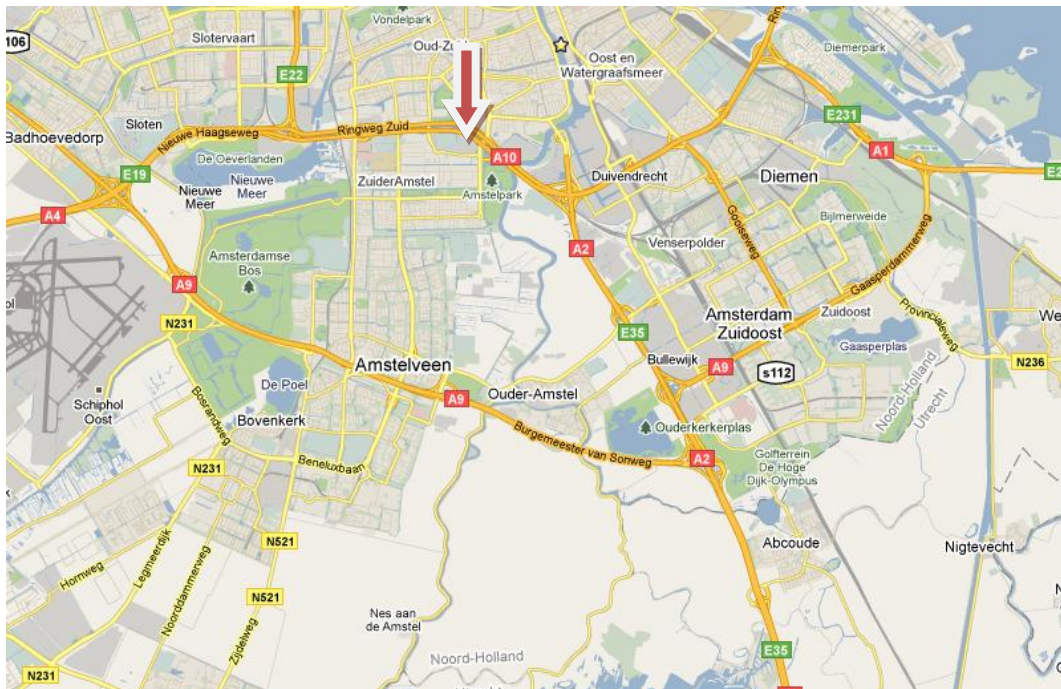 Vondelpark
106
Slotervaart
Oud-Zui
Diemerpark
Oost en
Watergraafsmeer
E22
E231
Sloten
Nieuwe Haagseweg
Ringweg Zuid
Badhoevedorp
De Oeverlanden
A10
A1
E19
Nieuwe
Meer
Nieuwe
Meer
ZuiderAmstel
Duivendrecht
Diemen
E2
Amstelpark
A4
Bijlmerweide
Gooiseweg
Amsterdamse
Bos
A2
Venserpolder
Gaasperdammerweg
A9
N231
E35
Amsterdam
Zuidoost
Zuidoost
Provincialeweg
We
Gaasperplas
Amstelveen
Bullewijk
A9
s112
N236
De Poel
A9
Ouder-Amstel
Schiphol
Oost
Bosrandweg
Bovenkerk
Ouderkerkerplas
Noord-Holland
Utrecht
Burgemeester van Sonweg
Beneluxbaan
N231
A2
Golfterrein
De Hoge
Dijk-Olympus
N521
Abcoude
Nigtevecht
Hornweg
Legmeerdijk
Noorddammerweg
N521
Zijdelweg
Nes aan
de Amstel
Noord-Holland
E35
N231